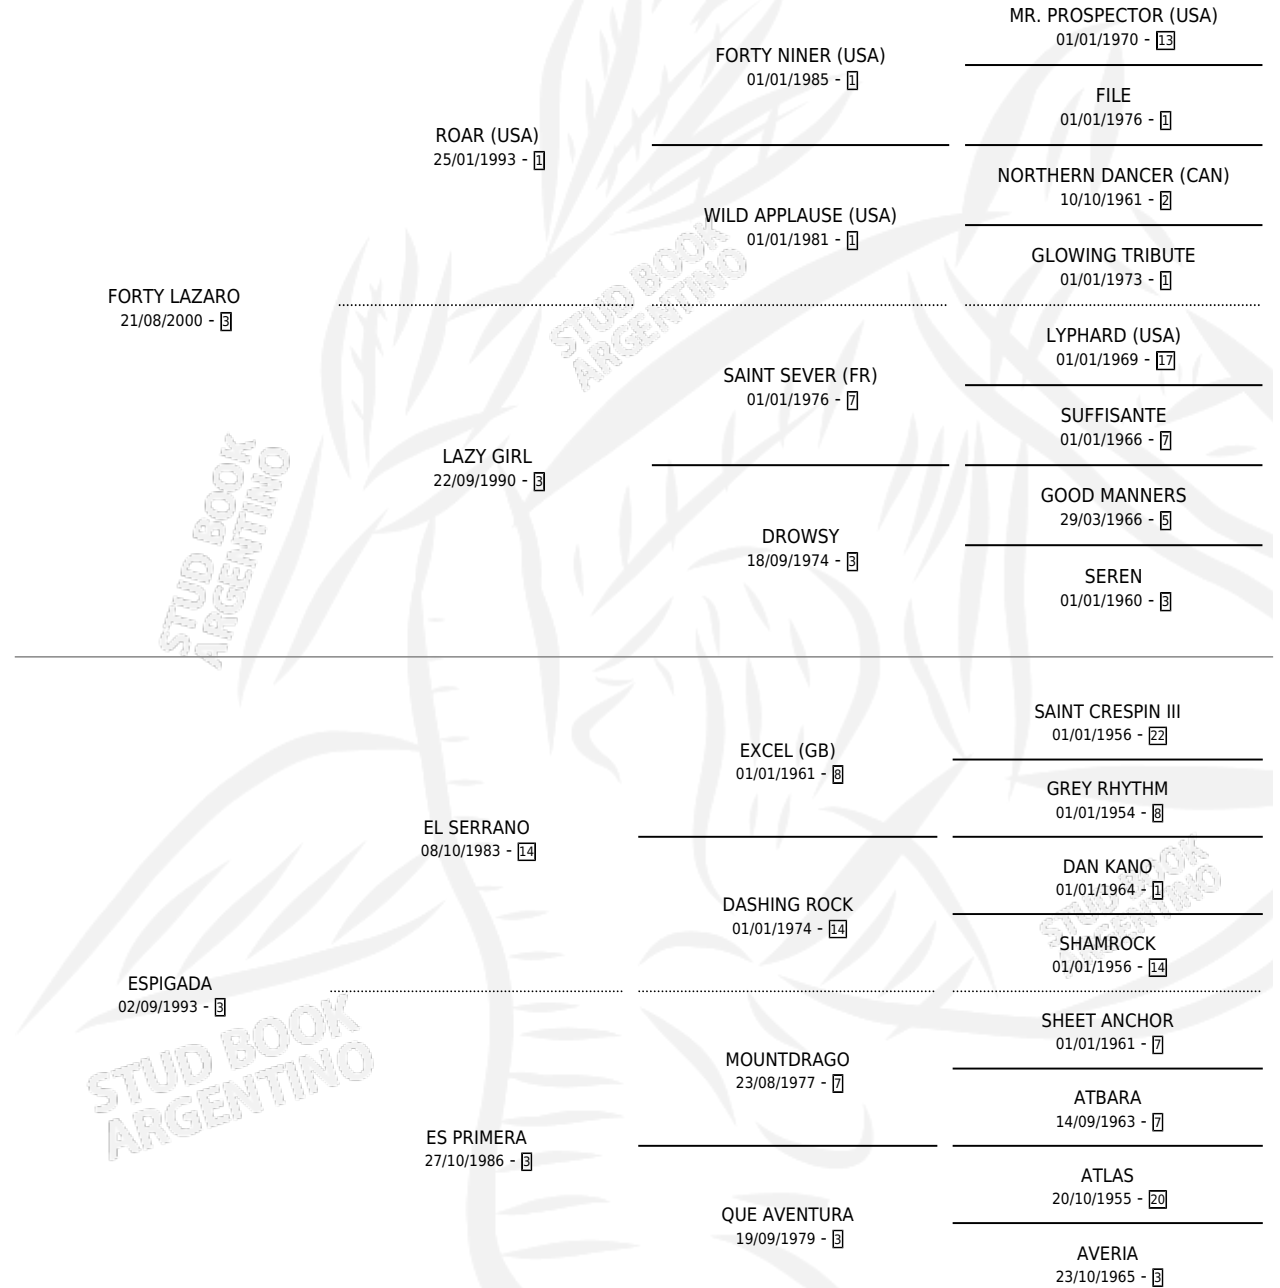 MR. PROSPECTOR (USA)
01/01/1970 - 13
FORTY NINER (USA)
01/01/1985 - 1
FILE
01/01/1976 - 1
ROAR (USA)
25/01/1993 - 1
NORTHERN DANCER (CAN)
10/10/1961 - 2
WILD APPLAUSE (USA)
01/01/1981 - 1
GLOWING TRIBUTE
01/01/1973 - 1
FORTY LAZARO
21/08/2000 - 3
STUD BOOK
ARGENTINO
LYPHARD (USA)
01/01/1969 - 17
SAINT SEVER (FR)
01/01/1976 - 7
SUFFISANTE
01/01/1966 - 7
LAZY GIRL
22/09/1990 - 3
GOOD MANNERS
29/03/1966 - 5
DROWSY
18/09/1974 - 3
SEREN
01/01/1960 - 3
STUD BOOK
ARGENTINO
SAINT CRESPIN III
01/01/1956 - 22
EXCEL (GB)
01/01/1961 - 8
GREY RHYTHM
01/01/1954 - 8
EL SERRANO
08/10/1983 - 14
DAN KANO
01/01/1964 - 1
DASHING ROCK
01/01/1974 - 14
SHAMROCK
01/01/1956 - 14
STUD BOOK
ARGENTINO
ESPIGADA
02/09/1993 - 3
SHEET ANCHOR
01/01/1961 - 7
MOUNTDRAGO
23/08/1977 - 7
ATBARA
14/09/1963 - 7
STUD BOOK
ARGENTINO
ES PRIMERA
27/10/1986 - 3
ATLAS
20/10/1955 - 20
QUE AVENTURA
19/09/1979 - 3
AVERIA
23/10/1965 - 3